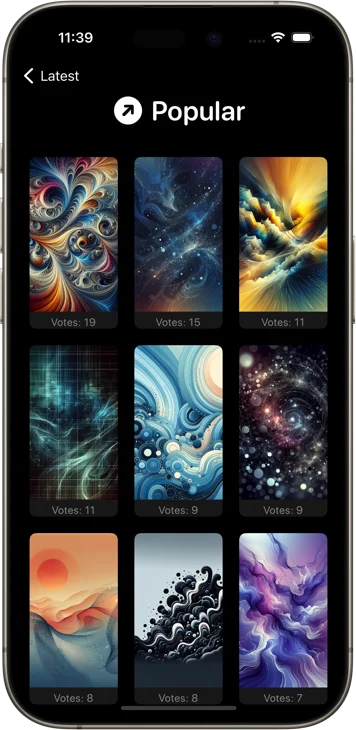 11:39
Latest
Popular
Votes: 19
Votes: 15
Votes: 11
Votes: 11
Votes: 9
Votes: 9
Votes: 8
Votes: 8
Votes: 7